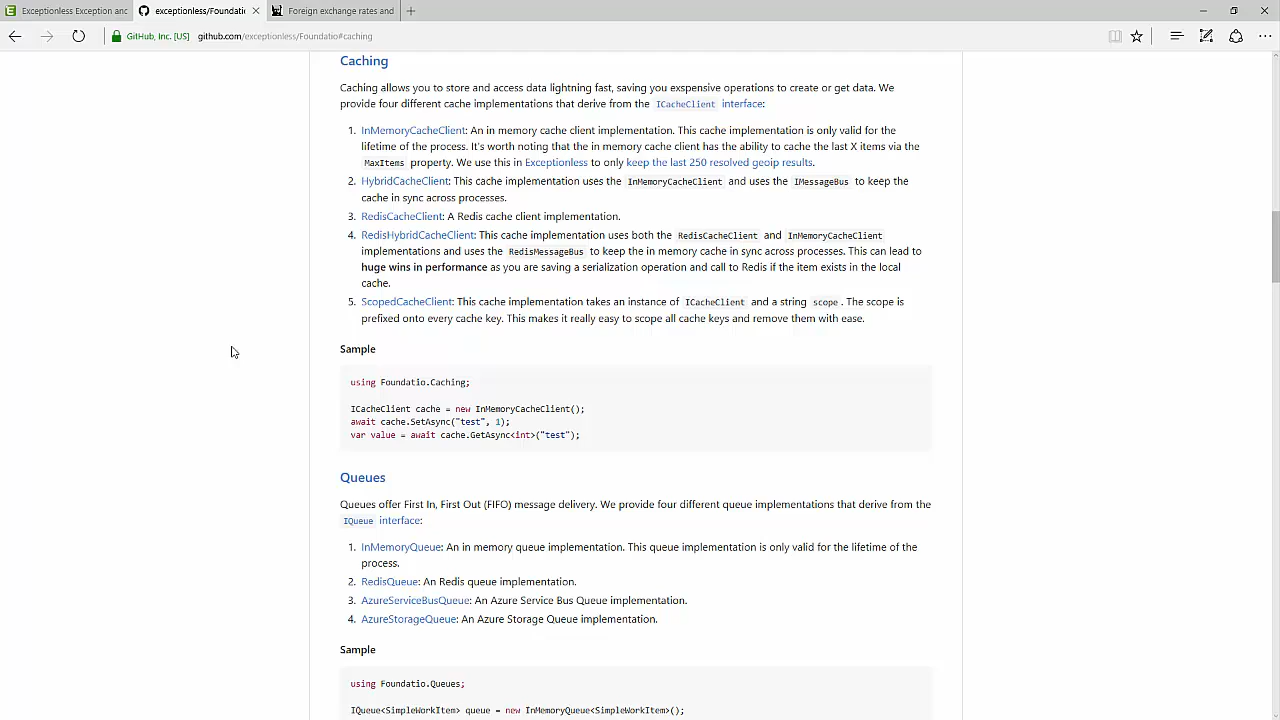 Exceptionless Exception anc
exceptionless/Foundatio
Foreign exchange rates and
GitHub, Inc. [US]
github.com/exceptionless/Foundatio#caching
Caching
Caching allows you to store and access data lightning fast, saving you exspensive operations to create or get data. We
provide four different cache implementations that derive from the ICacheClient interface:
1. InMemoryCacheClient: An in memory cache client implementation. This cache implementation is only valid for the
lifetime of the process. It's worth noting that the in memory cache client has the ability to cache the last X items via the
MaxItems property. We use this in Exceptionless to only keep the last 250 resolved geoip results.
2. HybridCacheClient: This cache implementation uses the InMemoryCacheClient and uses the IMessageBus to keep the
cache in sync across processes.
3. RedisCacheClient: A Redis cache client implementation.
4. RedisHybridCacheClient: This cache implementation uses both the RedisCacheClient and InMemoryCacheClient
implementations and uses the RedisMessageBus to keep the in memory cache in sync across processes. This can lead to
huge wins in performance as you are saving a serialization operation and call to Redis if the item exists in the local
cache.
5. ScopedCacheClient: This cache implementation takes an instance of ICacheClient and a string scope. The scope is
prefixed onto every cache key. This makes it really easy to scope all cache keys and remove them with ease.
Sample
using Foundatio.Caching;
ICacheClient cache = new InMemoryCacheClient();
await cache.SetAsync("test", 1);
var value = await cache.GetAsync<int>("test");
Queues
Queues offer First In, First Out (FIFO) message delivery. We provide four different queue implementations that derive from the
IQueue interface:
1. InMemoryQueue: An in memory queue implementation. This queue implementation is only valid for the lifetime of the
process.
2. RedisQueue: An Redis queue implementation.
3. AzureServiceBusQueue: An Azure Service Bus Queue implementation.
4. AzureStorageQueue: An Azure Storage Queue implementation.
Sample
using Foundatio.Queues;
IQueue<SimpleWorkItem> queue = new InMemoryQueue<SimpleWorkItem>();